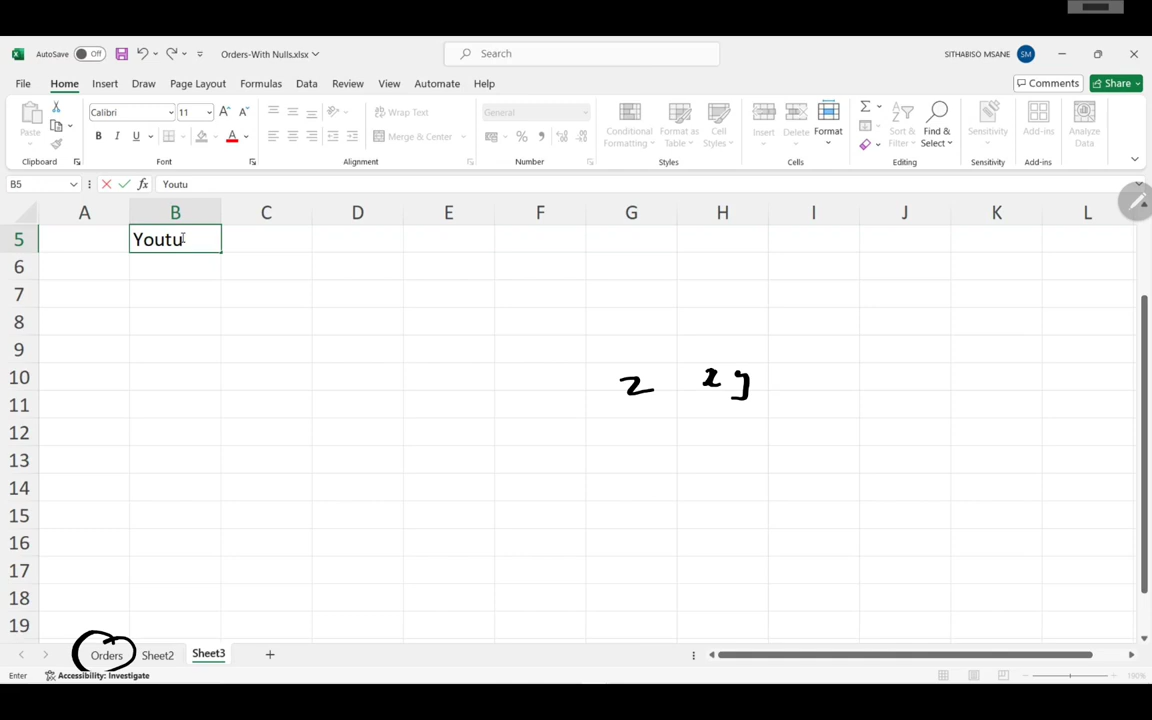 AutoSave Off Orders-With Nulls.xlsx Search SITHABISO MSANE SM
File Home Insert Draw Page Layout Formulas Data Review View Automate Help Comments Share
Paste Calibri 11 A A Wrap Text General Conditional Formatting Format as Table Cell Styles Insert Delete Format Sort & Filter Find & Select Sensitivity Add-ins Analyze Data
B I U A Merge & Center % ,
Clipboard Font Alignment Number Styles Cells Editing Sensitivity Add-ins
B5 fx Youtu
A B C D E F G H I J K L
5 Youtu
6
7
8
9
10
11
12
13
14
15
16
17
18
19
Orders Sheet2 Sheet3
Enter Accessibility: Investigate 190%